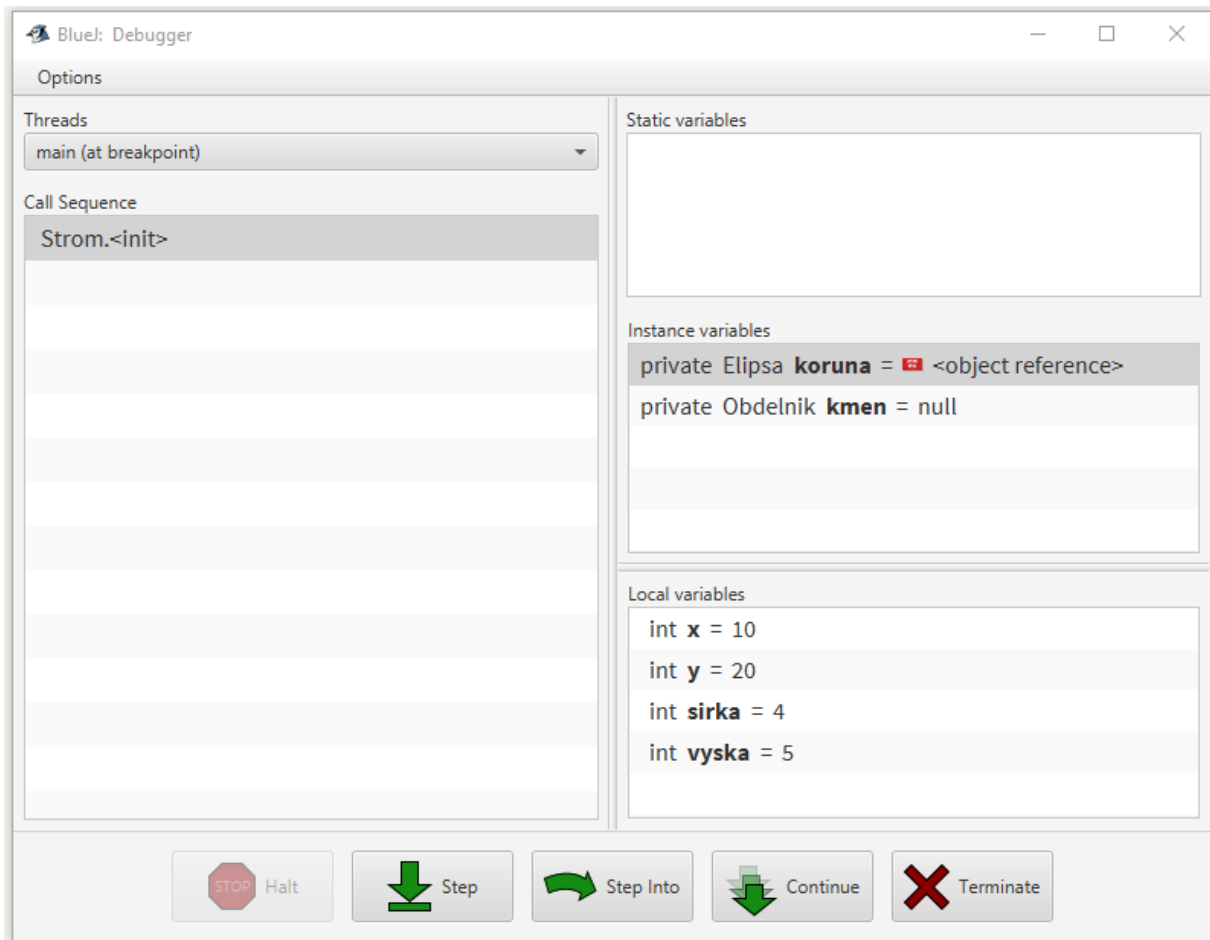 BlueJ: Debugger
Options
Threads
main (at breakpoint)
Call Sequence
Strom.<init>
Static variables
Instance variables
private Elipsa koruna = <object reference>
private Obdelnik kmen = null
Local variables
int x = 10
int y = 20
int sirka = 4
int vyska = 5
STOP Halt
Step
Step Into
Continue
Terminate